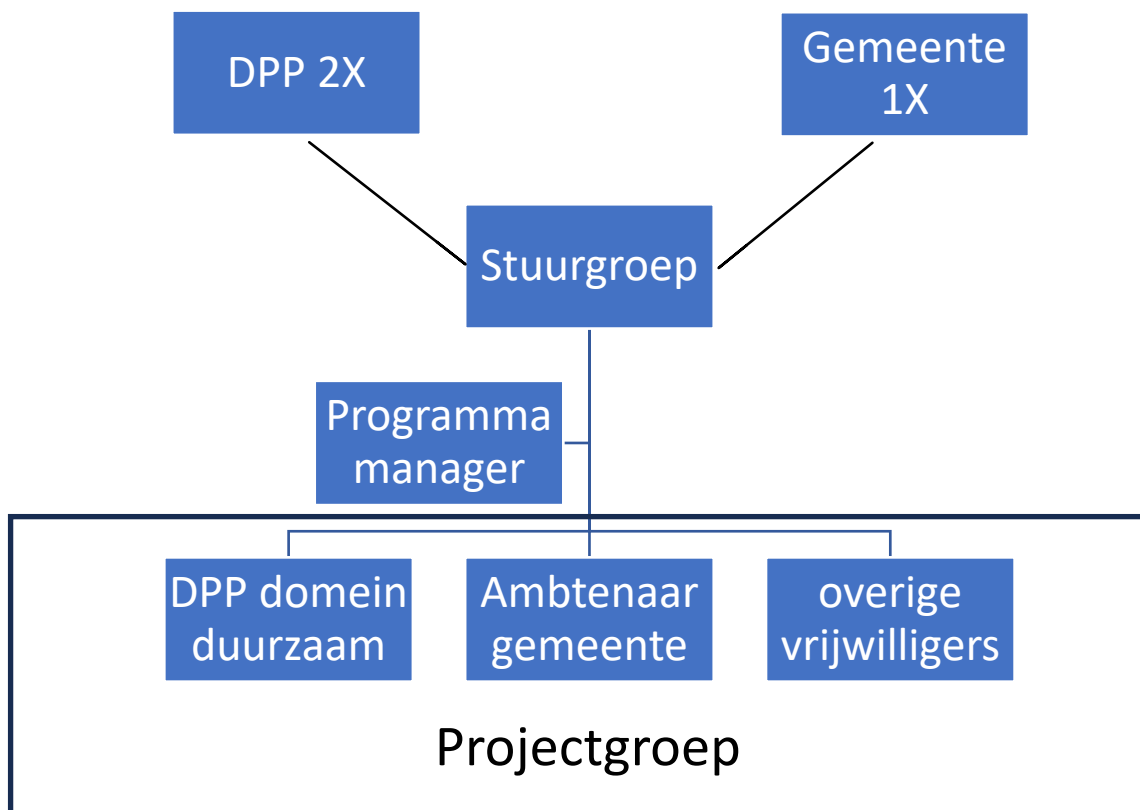 DPP 2X
Gemeente
1X
Stuurgroep
Programma
manager
DPP domein
duurzaam
Ambtenaar
gemeente
overige
vrijwilligers
Projectgroep